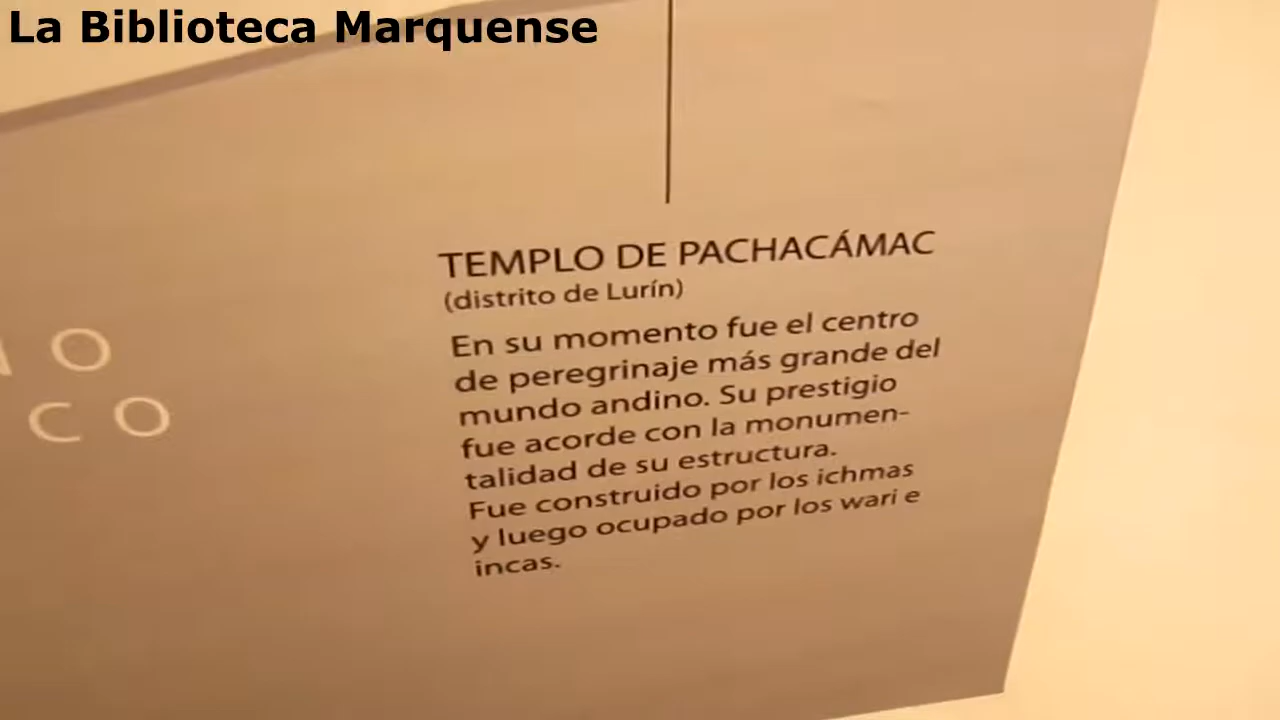 La Biblioteca Marquense
TEMPLO DE PACHACÁMAC
(distrito de Lurín)
En su momento fue el centro
de peregrinaje más grande del
mundo andino. Su prestigio
fue acorde con la monumen-
talidad de su estructura.
Fue construido por los ichmas
y luego ocupado por los wari e
incas.